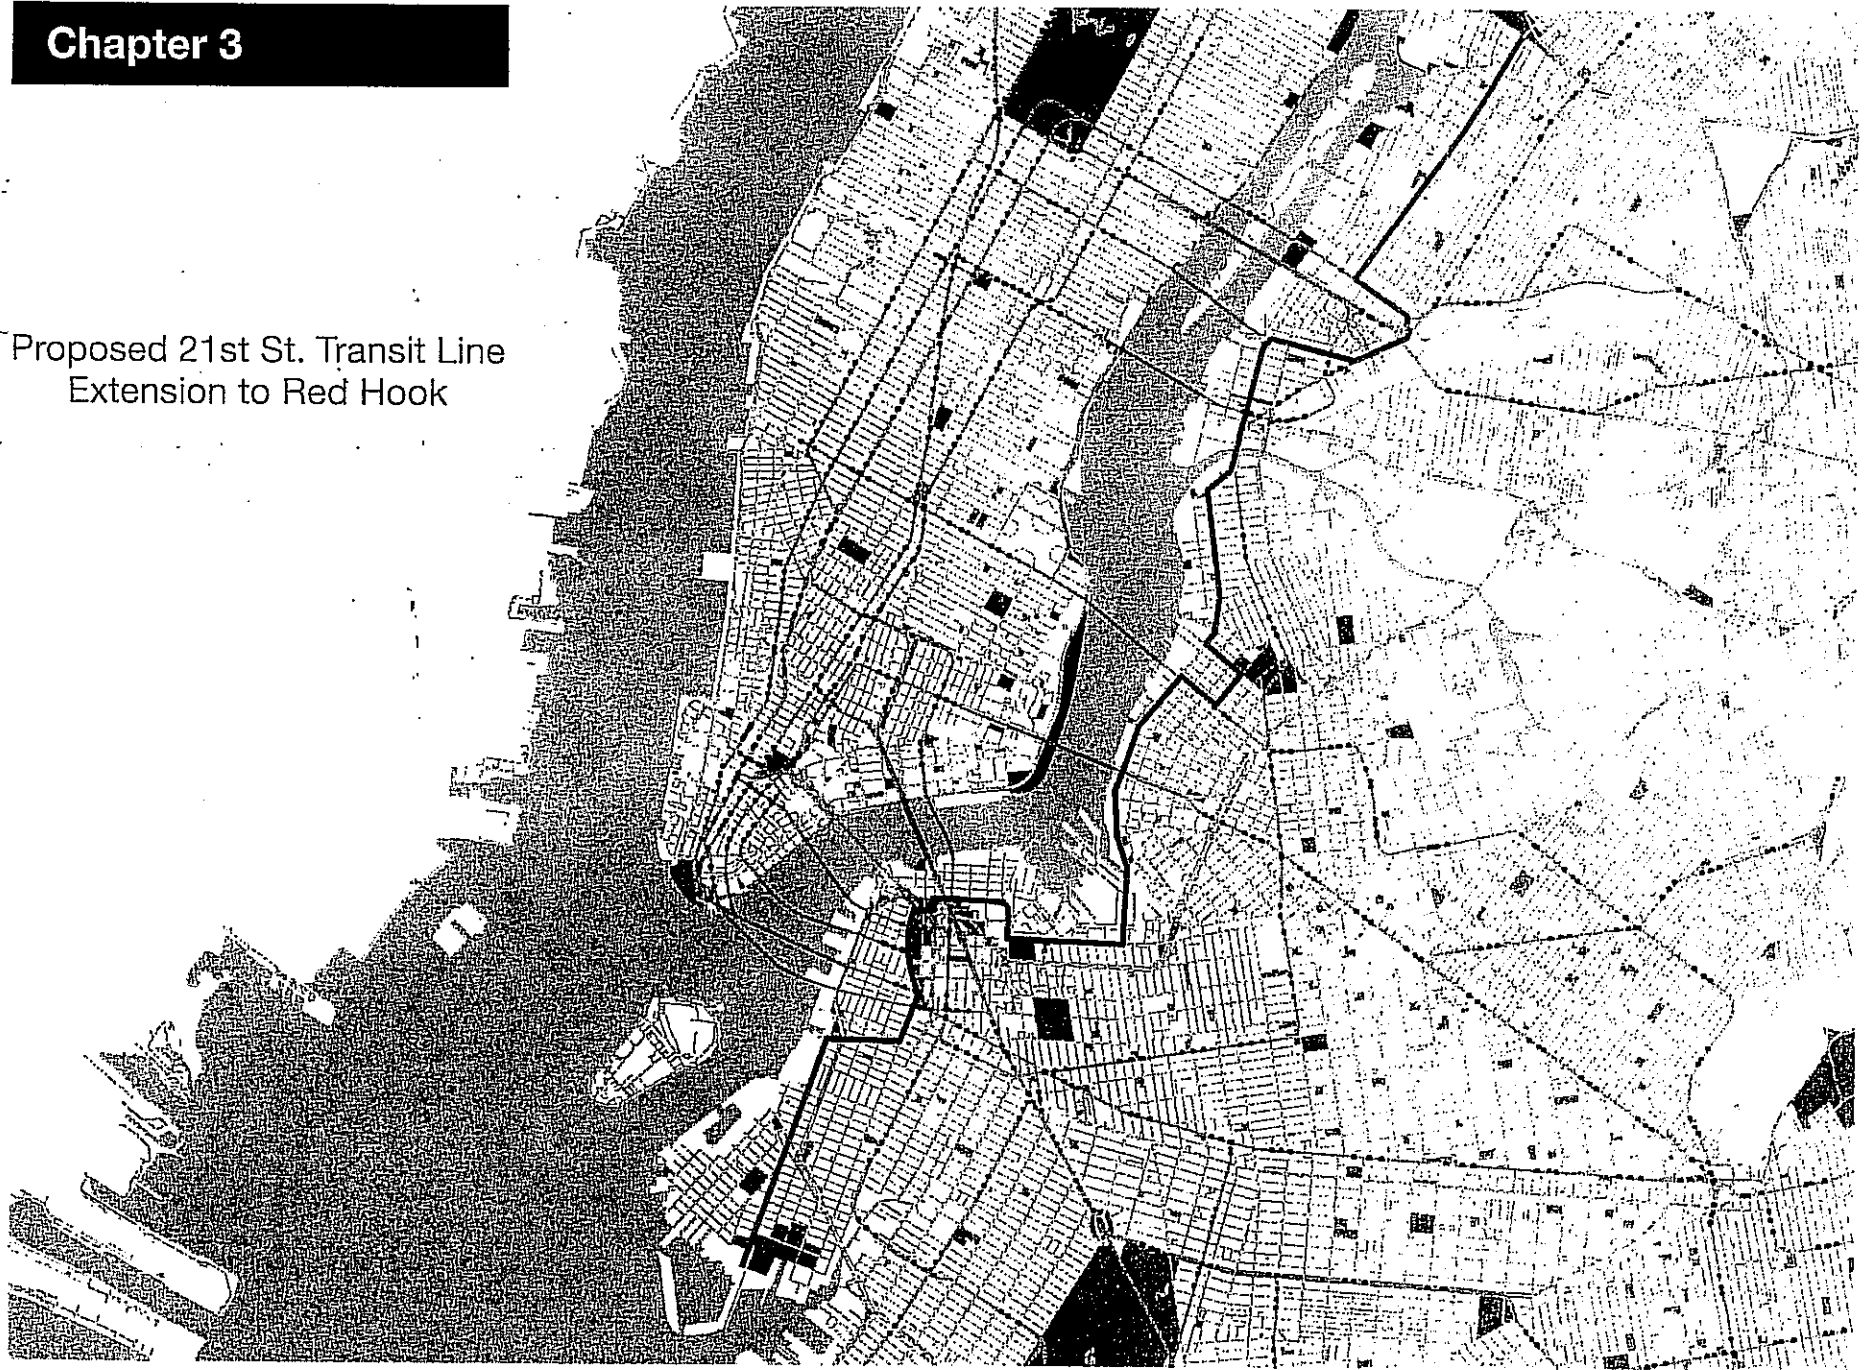 Chapter 3
Proposed 21st St. Transit Line
Extension to Red Hook